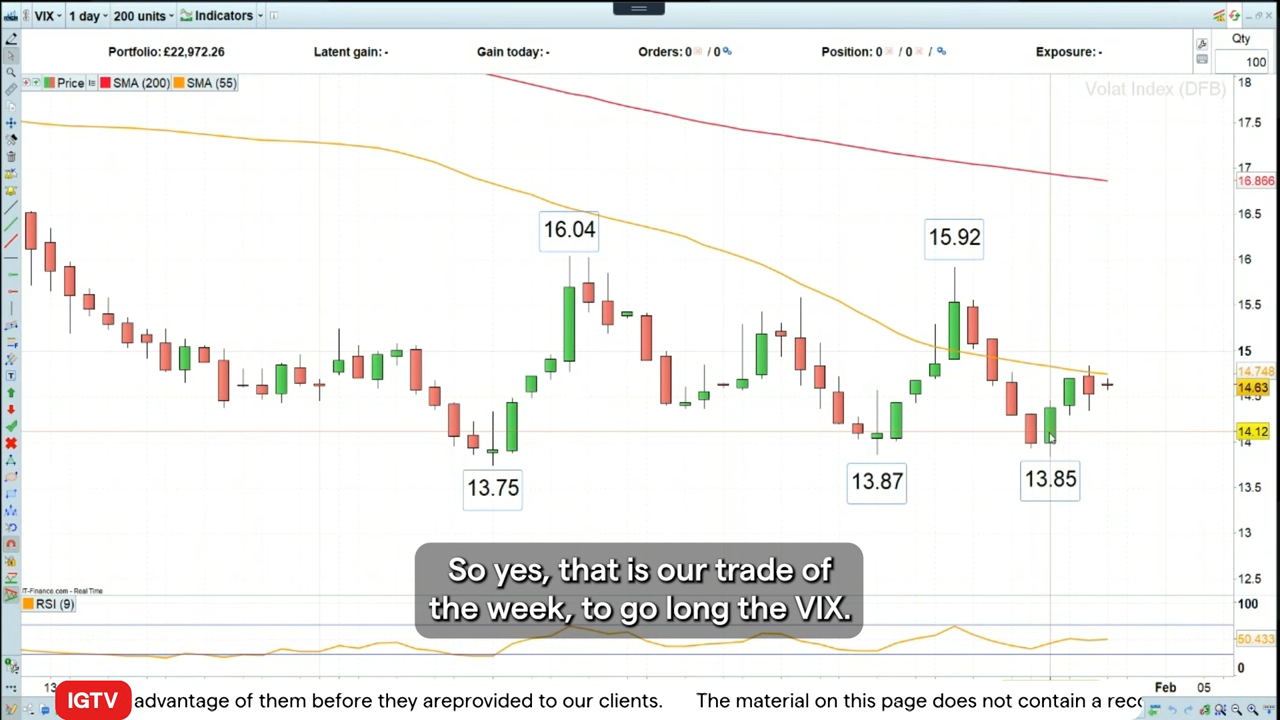 VIX 1 day 200 units Indicators
Portfolio: £22,972.26 Latent gain: - Gain today: - Orders: 0 / 0 Position: 0 / 0 / Exposure: - Qty
100
Price SMA (200) SMA (55)
Volat Index (DFB)
18
17.5
17
16.866
16.5
16.04
15.92
16
15.5
15
14.748
14.63
14.5
14.12
14
13.75
13.87
13.85
13.5
13
12.5
So yes, that is our trade of
the week, to go long the VIX.
IT-Finance.com - Real Time
RSI (9)
100
50.433
0
13
Feb 05
IGTV advantage of them before they areprovided to our clients. The material on this page does not contain a reco